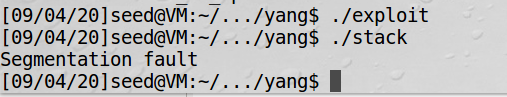 [09/04/20]seed@VM:~/.../yang$ ./exploit
[09/04/20]seed@VM:~/.../yang$ ./stack
Segmentation fault
[09/04/20]seed@VM:~/.../yang$